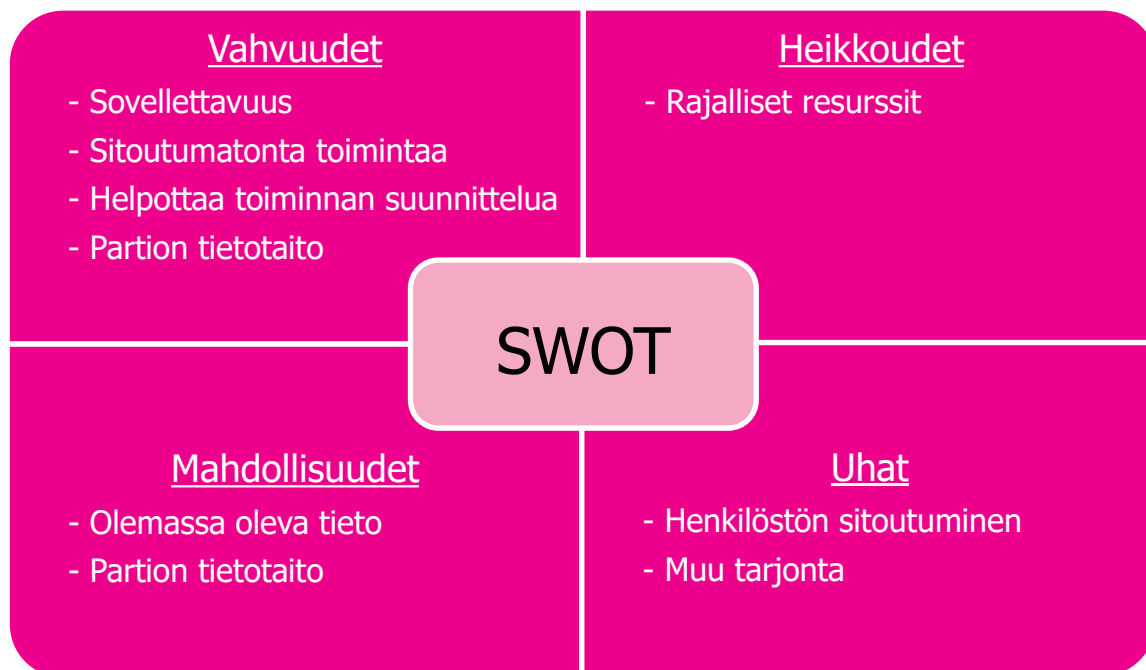 Vahvuudet
- Sovellettavuus
- Sitoutumatonta toimintaa
- Helpottaa toiminnan suunnittelua
- Partion tietotaito
Heikkoudet
- Rajalliset resurssit
SWOT
Mahdollisuudet
- Olemassa oleva tieto
- Partion tietotaito
Uhat
- Henkilöstön sitoutuminen
- Muu tarjonta